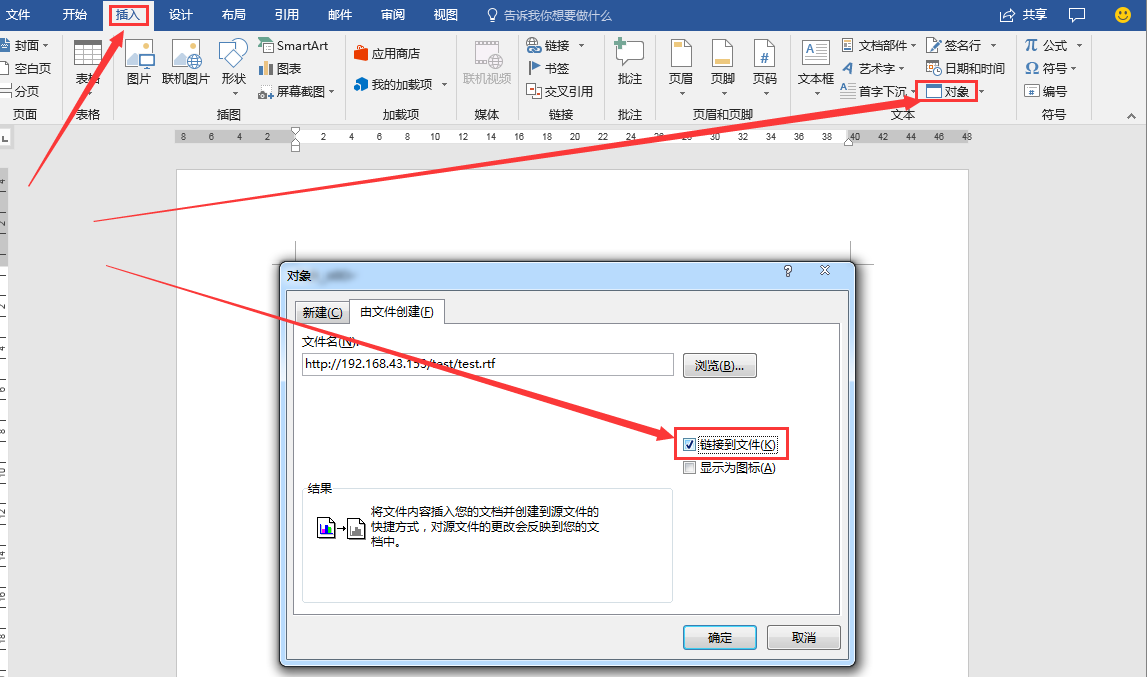 文件 开始 插入 设计 布局 引用 邮件 审阅 视图 告诉我你想要做什么 共享
封面 SmartArt 应用商店 链接 文档部件 签名行 公式
空白页 表格 图片 联机图片 形状 图表 我的加载项 联机视频 书签 批注 页眉 页脚 页码 文本框 艺术字 日期和时间 符号
分页 屏幕截图 交叉引用 首字下沉 对象 编号
页面 表格 插图 加载项 媒体 链接 批注 页眉和页脚 文本 符号
8 6 4 2 2 4 6 8 10 12 14 16 18 20 22 24 26 28 30 32 34 36 38 40 42 44 46 48
对象
新建(C) 由文件创建(F)
文件名(N):
http://192.168.43.153/test/test.rtf
浏览(B)...
链接到文件(K)
显示为图标(A)
结果
将文件内容插入您的文档并创建到源文件的
快捷方式，对源文件的更改会反映到您的文
档中。
确定 取消